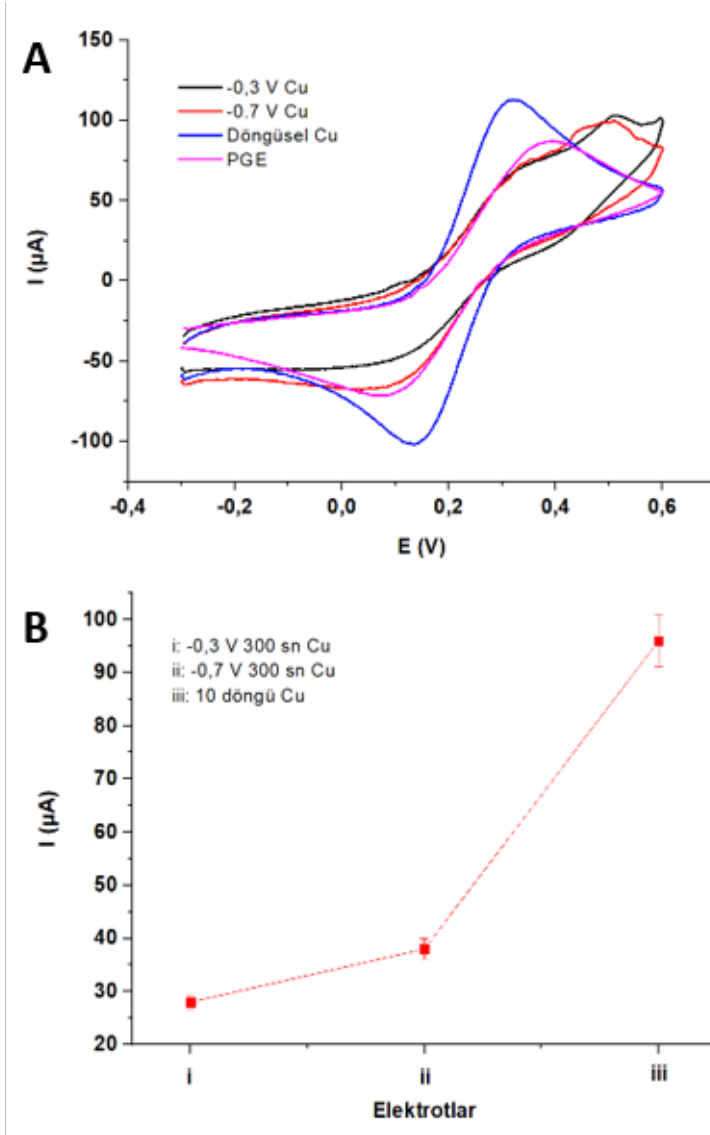 A
150
100
50
0
-50
-100
-0,3 V Cu
-0.7 V Cu
Döngüsel Cu
PGE
I (µA)
-0,4 -0,2 0,0 0,2 0,4 0,6
E (V)
B
100
90
80
70
60
50
40
30
20
i: -0,3 V 300 sn Cu
ii: -0,7 V 300 sn Cu
iii: 10 döngü Cu
I (µA)
i ii iii
Elektrotlar